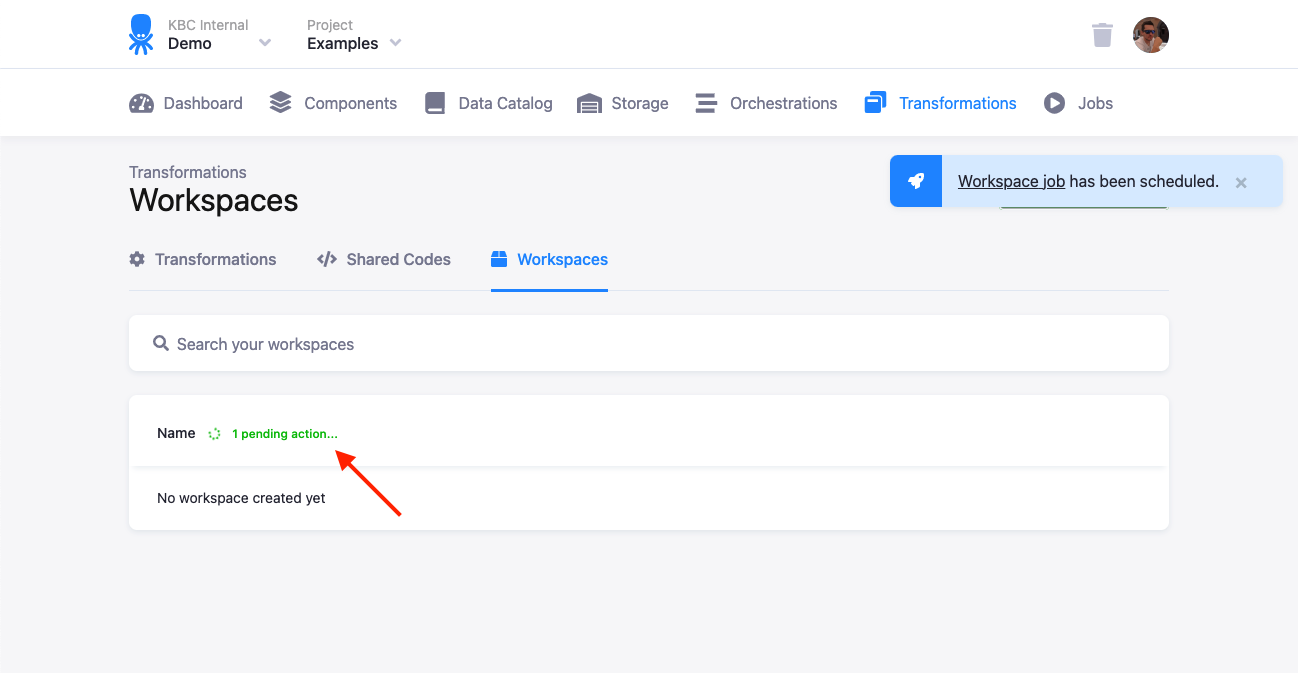 KBC Internal
Demo
Project
Examples
Dashboard
Components
Data Catalog
Storage
Orchestrations
Transformations
Jobs
Transformations
Workspaces
Workspace job has been scheduled.
Transformations
Shared Codes
Workspaces
Search your workspaces
Name
1 pending action...
No workspace created yet